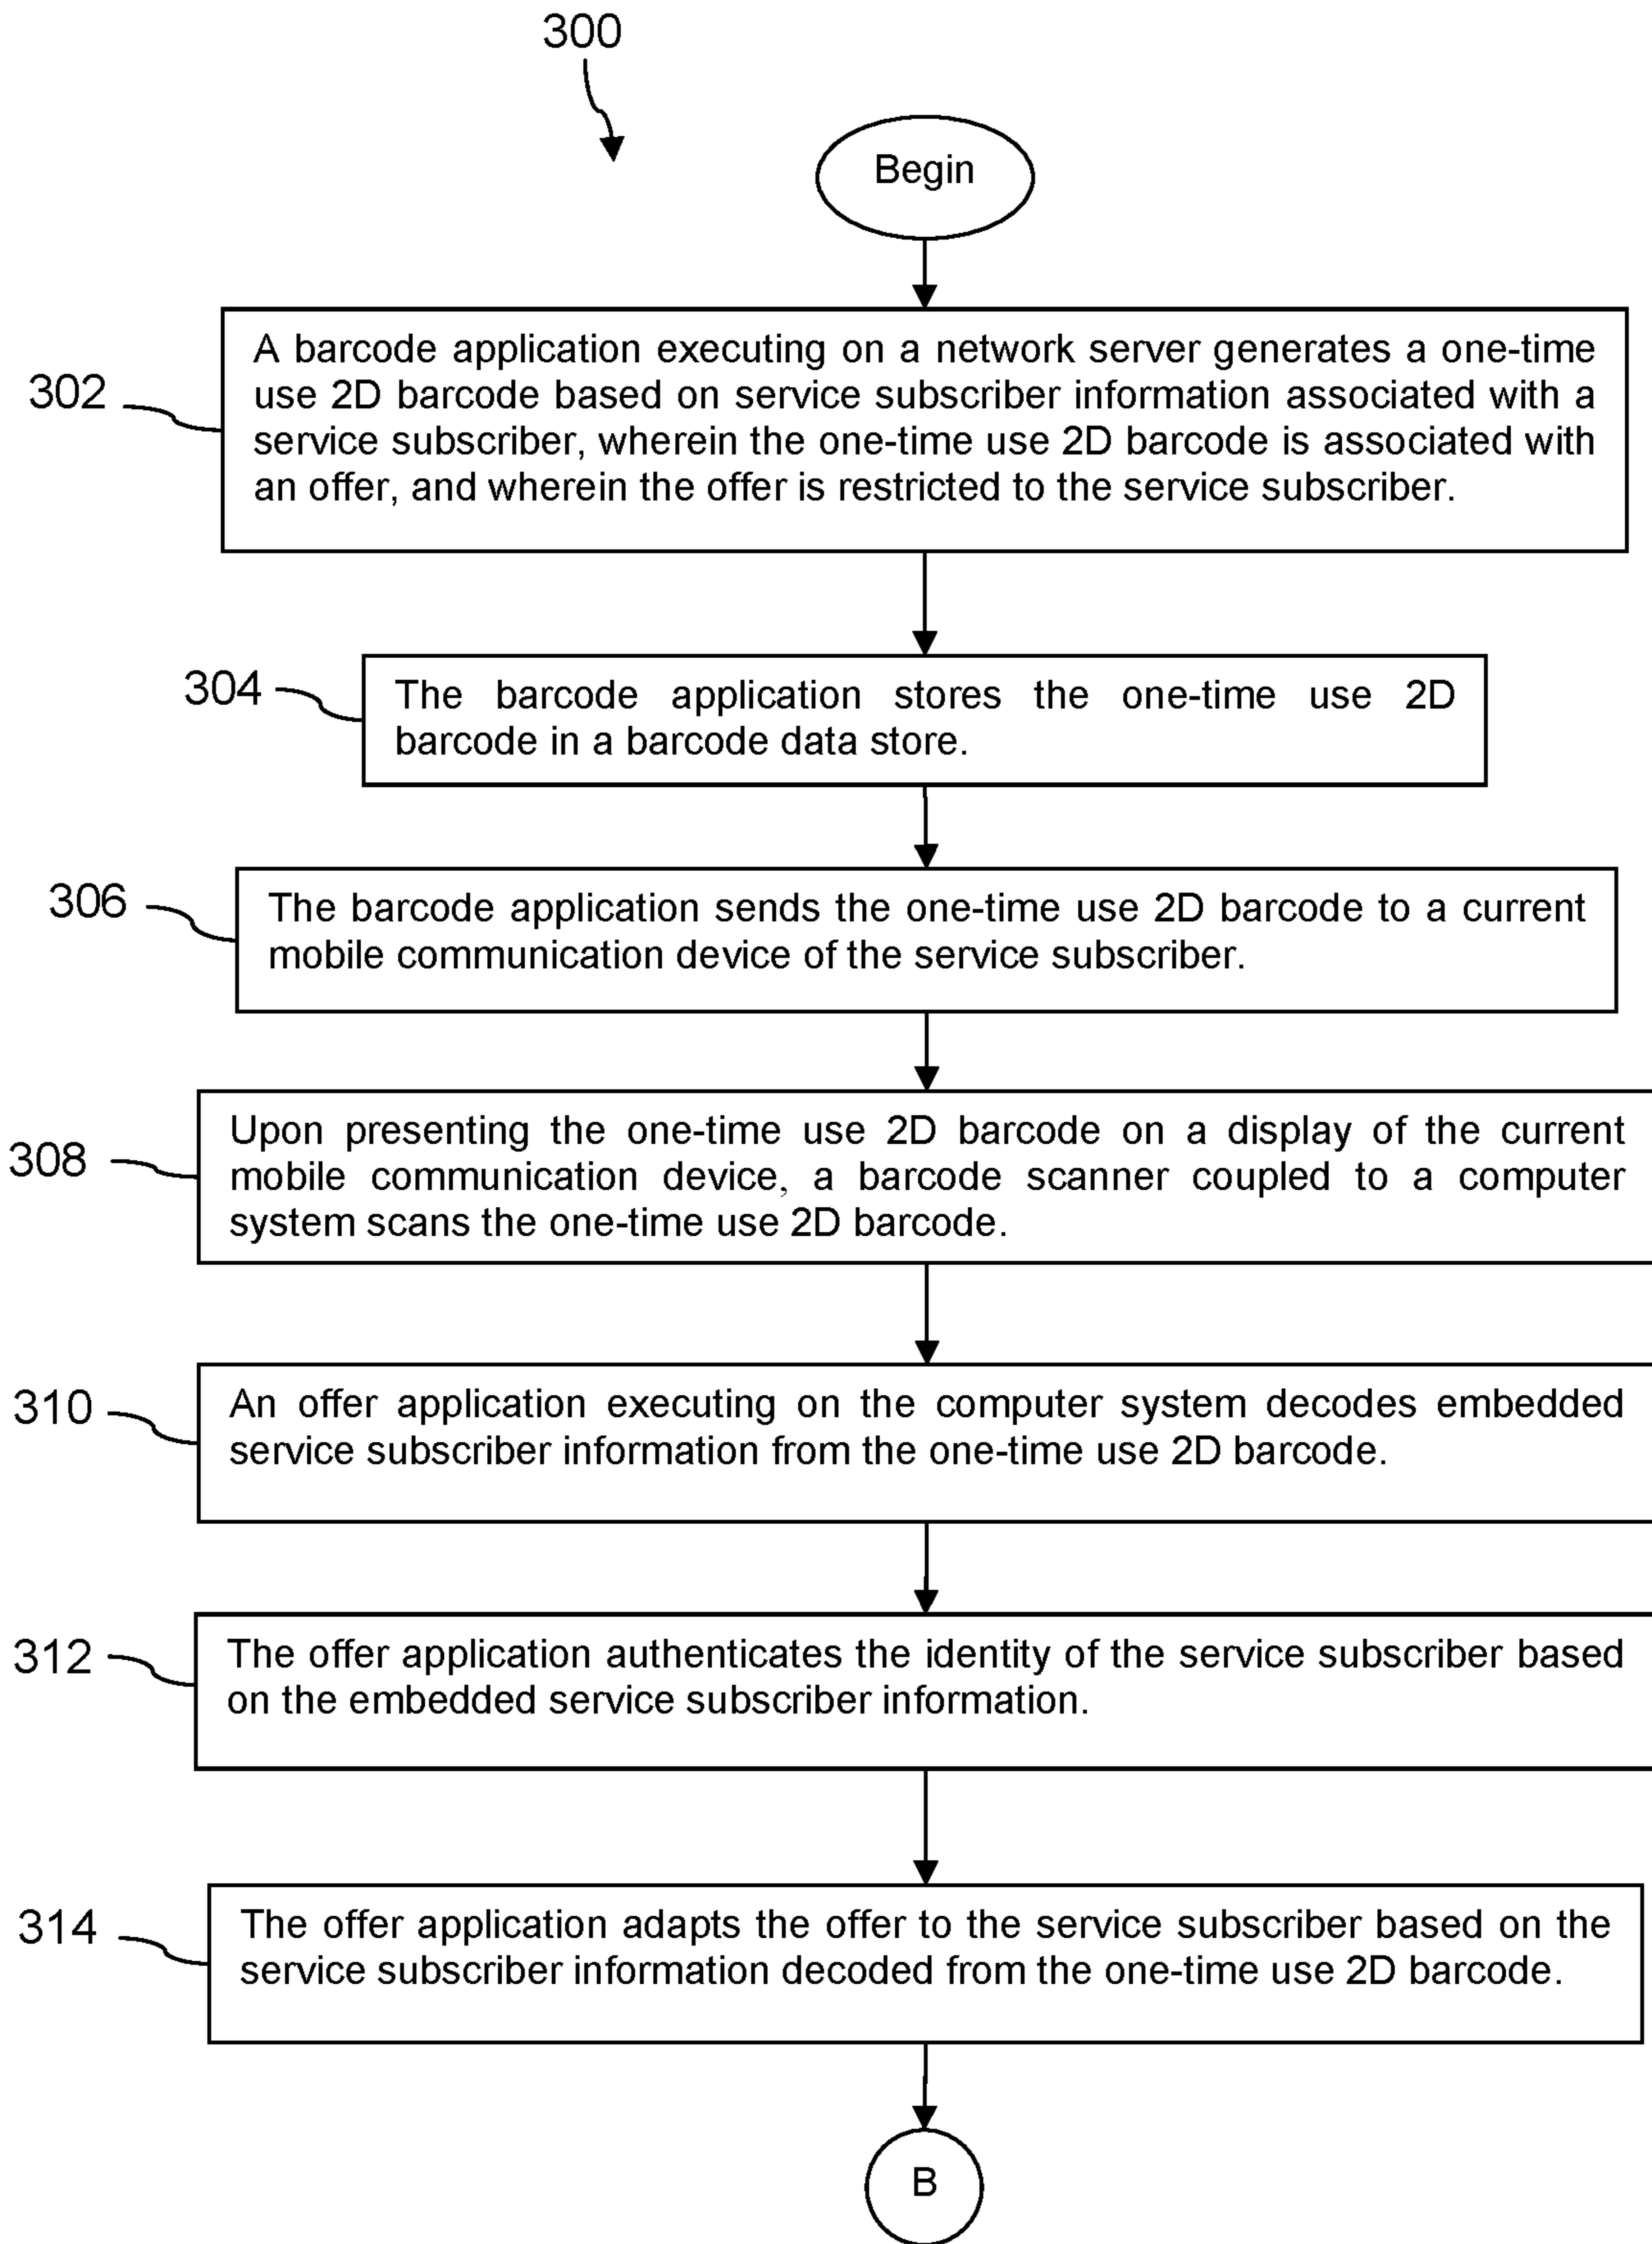 300
Begin
302
A barcode application executing on a network server generates a one-time
use 2D barcode based on service subscriber information associated with a
service subscriber, wherein the one-time use 2D barcode is associated with
an offer, and wherein the offer is restricted to the service subscriber.
304
The barcode application stores the one-time use 2D
barcode in a barcode data store.
306
The barcode application sends the one-time use 2D barcode to a current
mobile communication device of the service subscriber.
308
Upon presenting the one-time use 2D barcode on a display of the current
mobile communication device, a barcode scanner coupled to a computer
system scans the one-time use 2D barcode.
310
An offer application executing on the computer system decodes embedded
service subscriber information from the one-time use 2D barcode.
312
The offer application authenticates the identity of the service subscriber based
on the embedded service subscriber information.
314
The offer application adapts the offer to the service subscriber based on the
service subscriber information decoded from the one-time use 2D barcode.
B